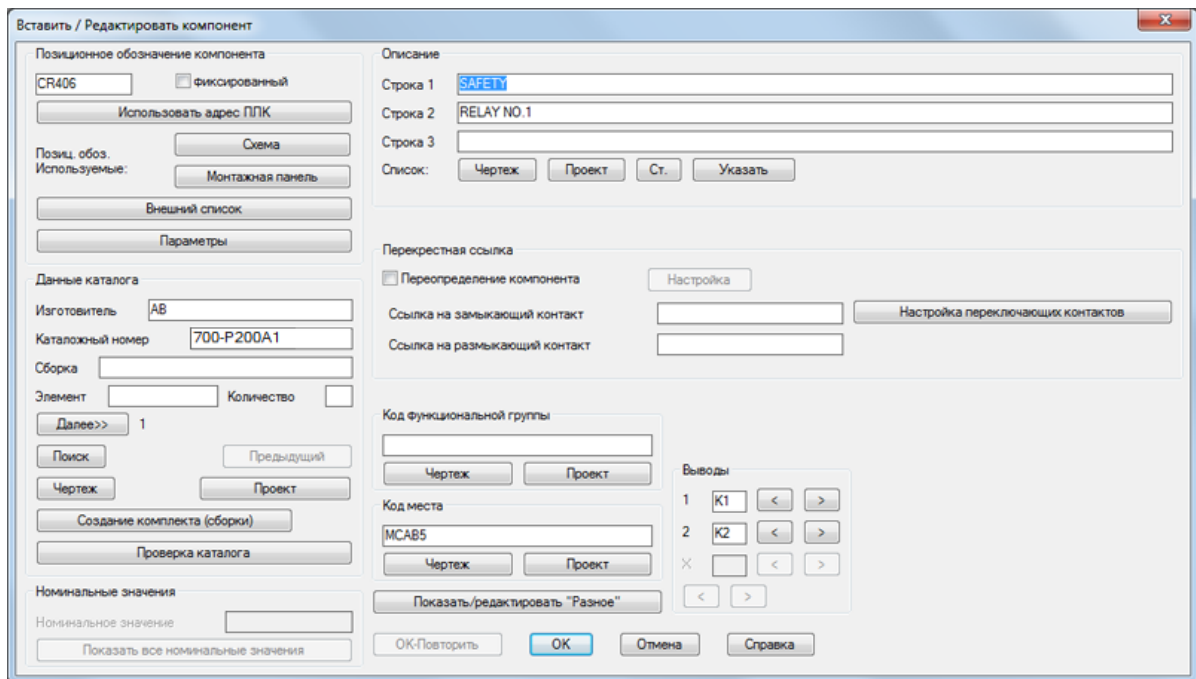 Вставить / Редактировать компонент
Позиционное обозначение компонента
CR406
фиксированный
Использовать адрес ПЛК
Позиц. обоз.
Используемые:
Схема
Монтажная панель
Внешний список
Параметры
Данные каталога
Изготовитель AB
Каталожный номер 700-P200A1
Сборка
Элемент Количество
Далее>> 1
Поиск Предыдущий
Чертеж Проект
Создание комплекта (сборки)
Проверка каталога
Номинальные значения
Номинальное значение
Показать все номинальные значения
Описание
Строка 1 SAFETY
Строка 2 RELAY NO.1
Строка 3
Список: Чертеж Проект Ст. Указать
Перекрестная ссылка
Переопределение компонента Настройка
Ссылка на замыкающий контакт Настройка переключающих контактов
Ссылка на размыкающий контакт
Код функциональной группы
Чертеж Проект
Код места
MCAB5
Чертеж Проект
Показать/редактировать "Разное"
Выводы
1 K1 < >
2 K2 < >
X < >
< >
ОК-Повторить ОК Отмена Справка